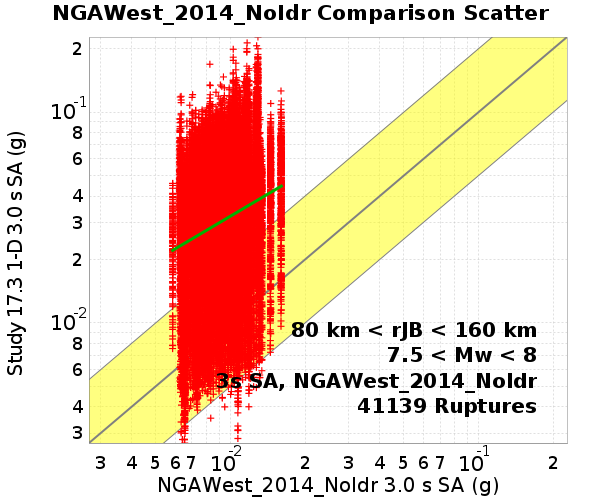 NGAWest_2014_NoIdr Comparison Scatter
Study 17.3 1-D 3.0 s SA (g)
2
10-1
8
6
4
3
2
10-2
8
6
4
3
80 km < rJB < 160 km
7.5 < Mw < 8
3s SA, NGAWest_2014_NoIdr
41139 Ruptures
3 4 5 6 7 10-2 2 3 4 5 6 7 10-1 2
NGAWest_2014_NoIdr 3.0 s SA (g)